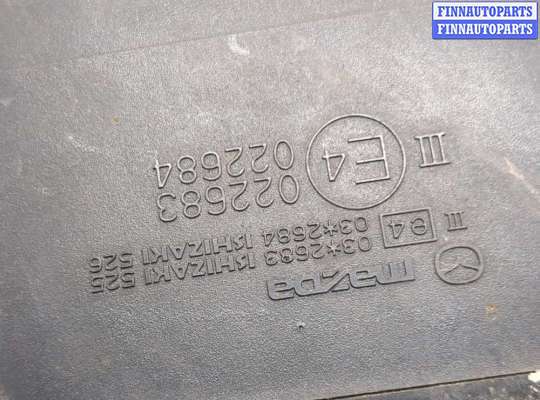 FINNAUTOPARTS
FINNAUTOPARTS
mazda
III e4 03*2683 ISHIZAKI 525
03*2684 ISHIZAKI 526
III E4 022683
022684